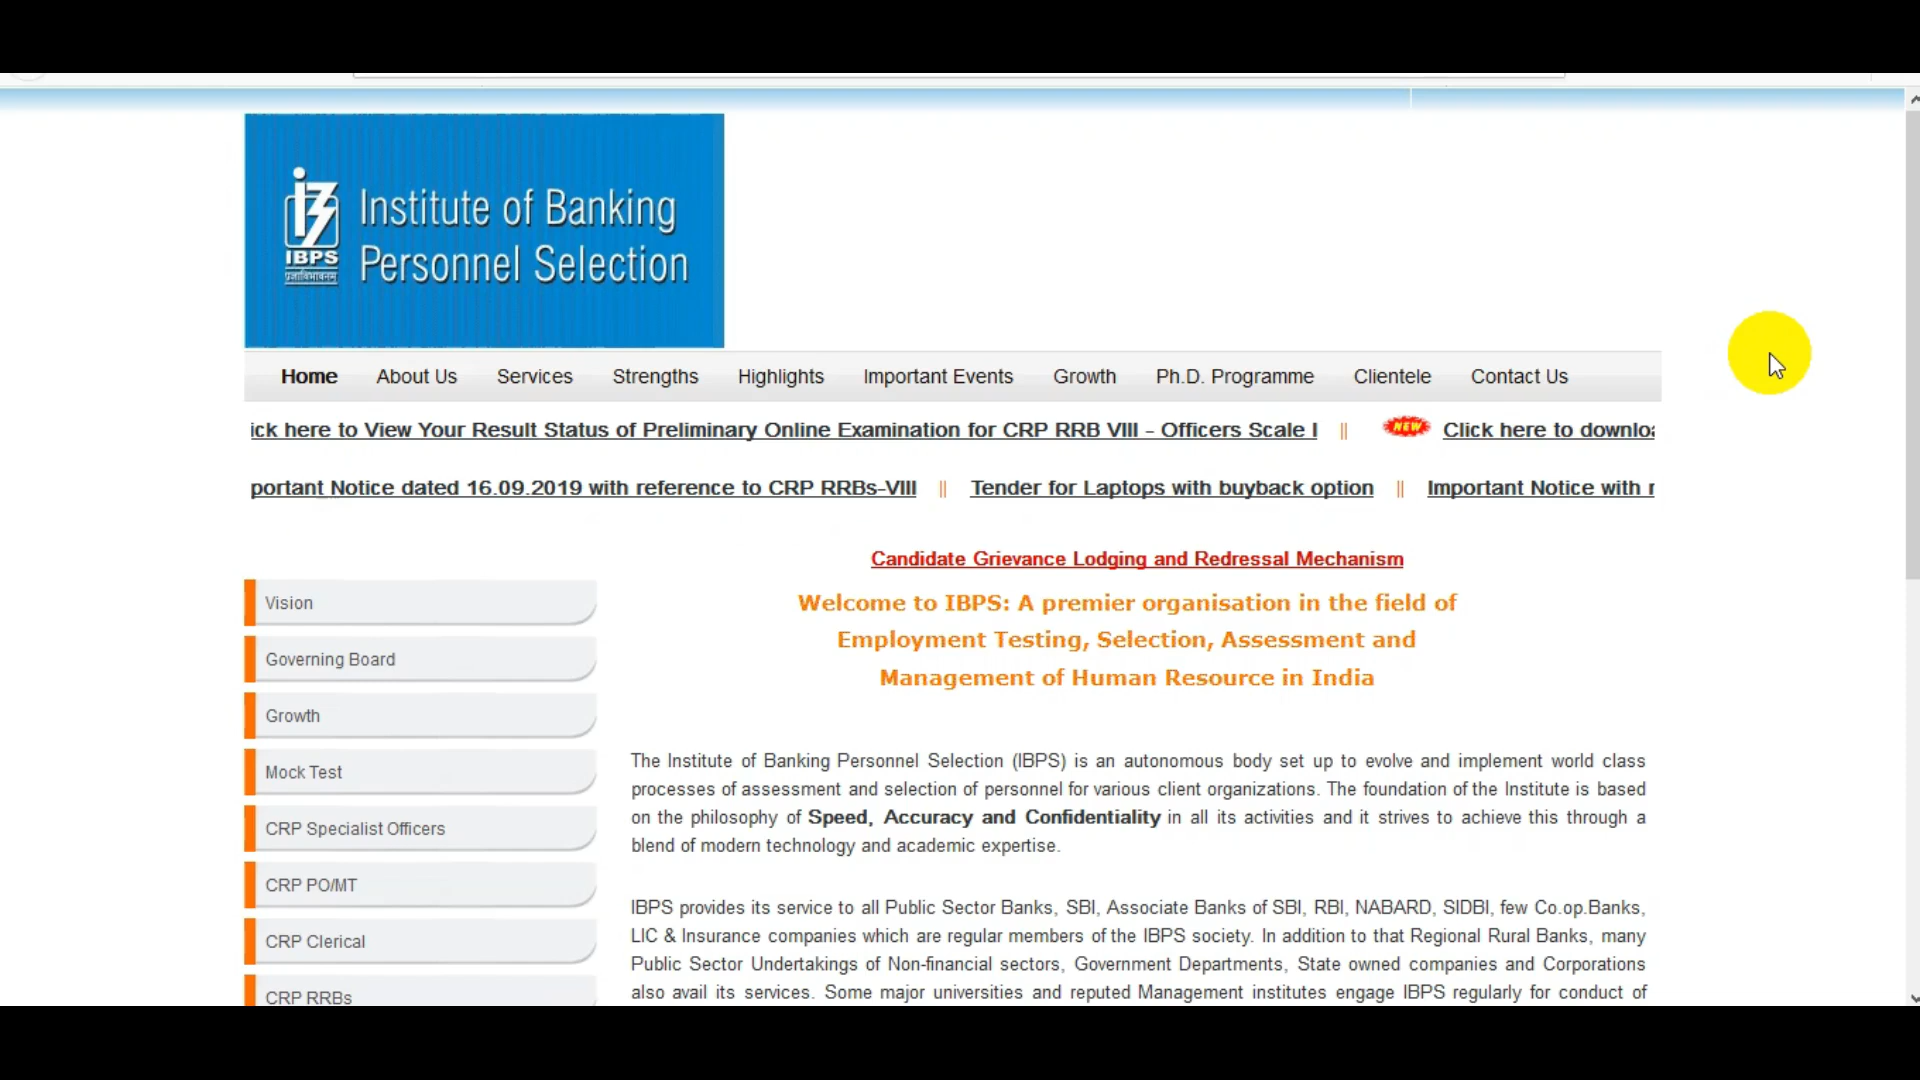 Institute of Banking
Personnel Selection
IBPS
Home About Us Services Strengths Highlights Important Events Growth Ph.D. Programme Clientele Contact Us
ick here to View Your Result Status of Preliminary Online Examination for CRP RRB VIII - Officers Scale I || NEW Click here to downloa
portant Notice dated 16.09.2019 with reference to CRP RRBs-VIII || Tender for Laptops with buyback option || Important Notice with r
Candidate Grievance Lodging and Redressal Mechanism
Welcome to IBPS: A premier organisation in the field of
Employment Testing, Selection, Assessment and
Management of Human Resource in India
Vision
Governing Board
Growth
Mock Test
CRP Specialist Officers
CRP PO/MT
CRP Clerical
CRP RRBs
The Institute of Banking Personnel Selection (IBPS) is an autonomous body set up to evolve and implement world class
processes of assessment and selection of personnel for various client organizations. The foundation of the Institute is based
on the philosophy of Speed, Accuracy and Confidentiality in all its activities and it strives to achieve this through a
blend of modern technology and academic expertise.
IBPS provides its service to all Public Sector Banks, SBI, Associate Banks of SBI, RBI, NABARD, SIDBI, few Co.op.Banks,
LIC & Insurance companies which are regular members of the IBPS society. In addition to that Regional Rural Banks, many
Public Sector Undertakings of Non-financial sectors, Government Departments, State owned companies and Corporations
also avail its services. Some major universities and reputed Management institutes engage IBPS regularly for conduct of